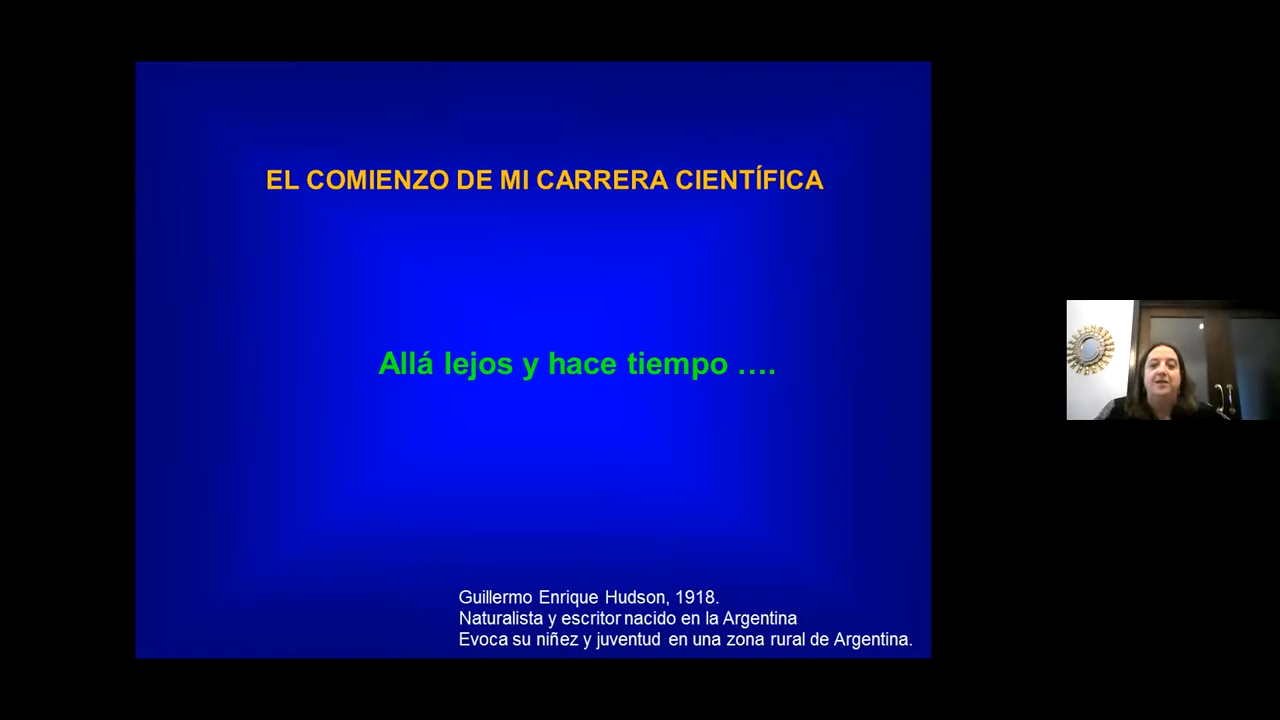 EL COMIENZO DE MI CARRERA CIENTÍFICA
Allá lejos y hace tiempo ....
Guillermo Enrique Hudson, 1918.
Naturalista y escritor nacido en la Argentina
Evoca su niñez y juventud en una zona rural de Argentina.